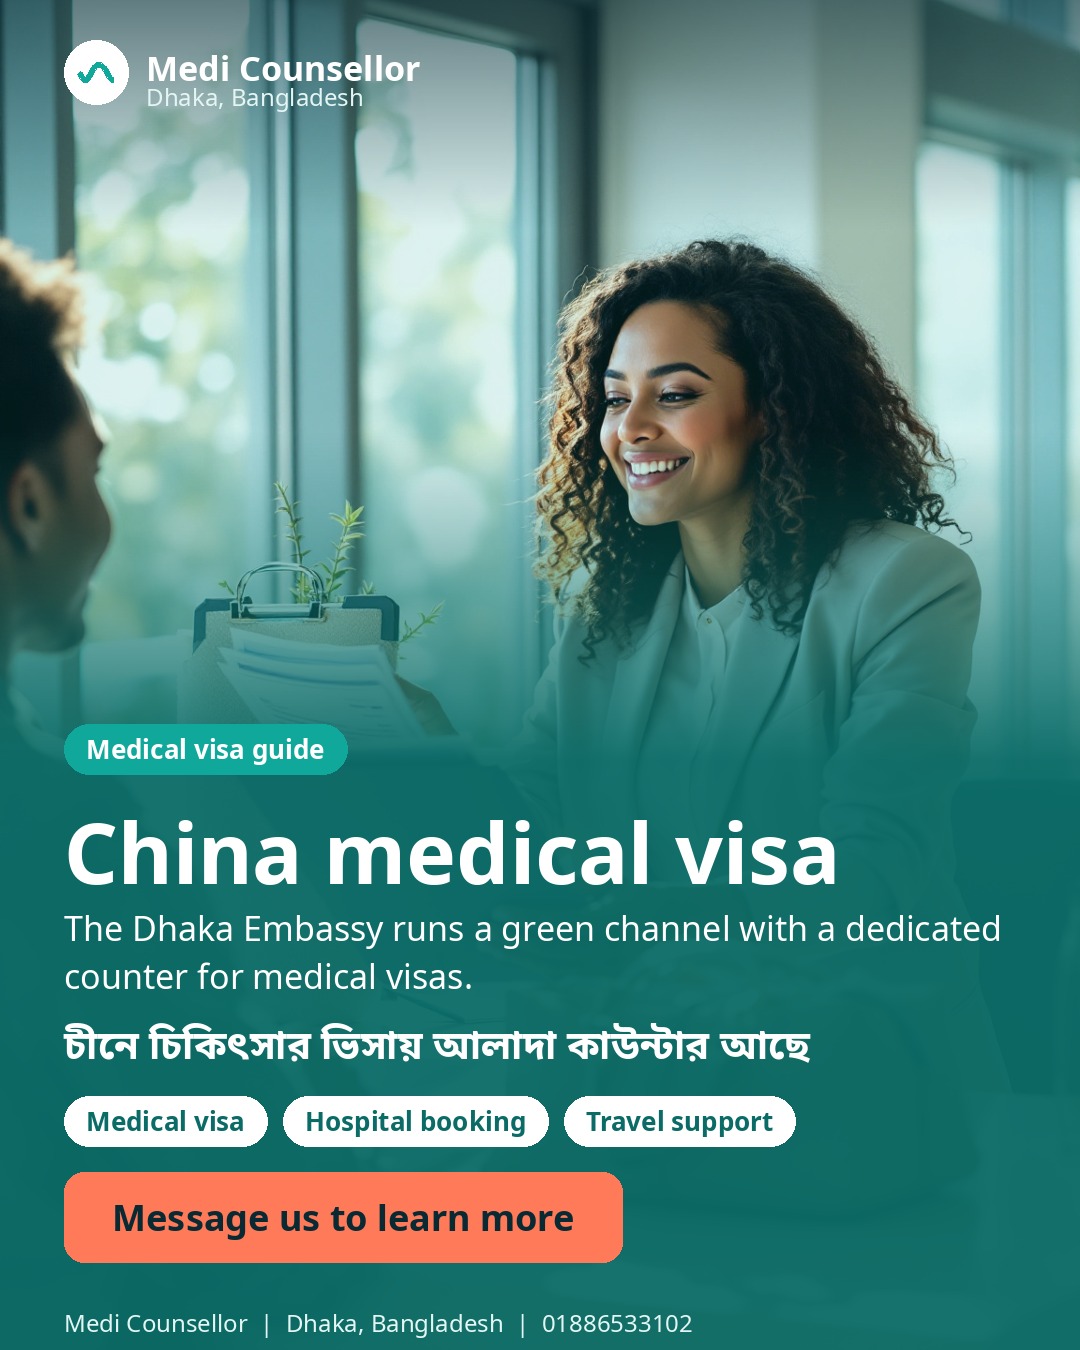 Medi Counsellor
Dhaka, Bangladesh
Medical visa guide
China medical visa
The Dhaka Embassy runs a green channel with a dedicated
counter for medical visas.
চীনে চিকিৎসার ভিসায় আলাদা কাউন্টার আছে
Medical visa
Hospital booking
Travel support
Message us to learn more
Medi Counsellor | Dhaka, Bangladesh | 01886533102